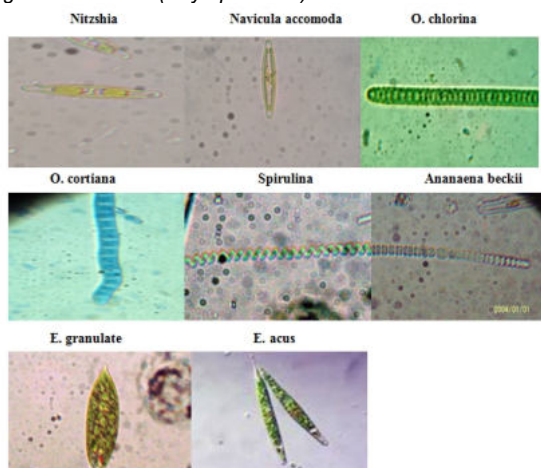 Nitzshia Navicula accomoda O. chlorina
O. cortiana Spirulina Ananaena beckii
2004/01/01
E. granulate E. acus